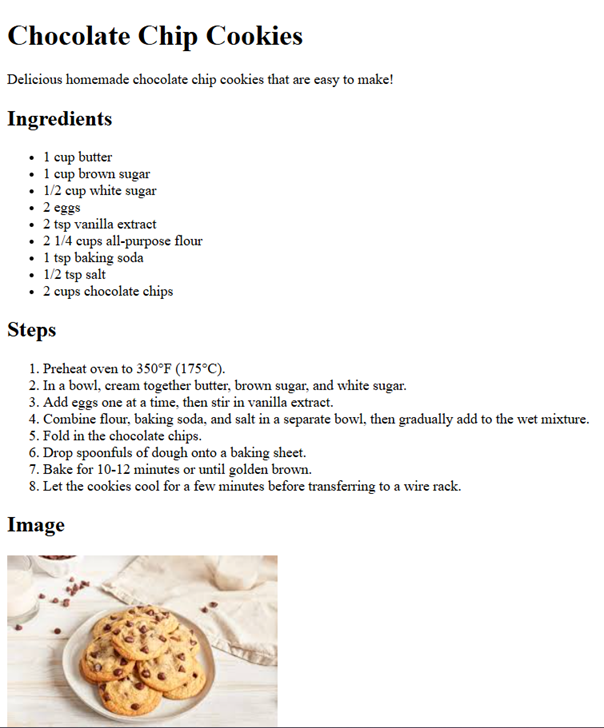 Chocolate Chip Cookies
Delicious homemade chocolate chip cookies that are easy to make!
Ingredients
• 1 cup butter
• 1 cup brown sugar
• 1/2 cup white sugar
• 2 eggs
• 2 tsp vanilla extract
• 2 1/4 cups all-purpose flour
• 1 tsp baking soda
• 1/2 tsp salt
• 2 cups chocolate chips
Steps
1. Preheat oven to 350°F (175°C).
2. In a bowl, cream together butter, brown sugar, and white sugar.
3. Add eggs one at a time, then stir in vanilla extract.
4. Combine flour, baking soda, and salt in a separate bowl, then gradually add to the wet mixture.
5. Fold in the chocolate chips.
6. Drop spoonfuls of dough onto a baking sheet.
7. Bake for 10-12 minutes or until golden brown.
8. Let the cookies cool for a few minutes before transferring to a wire rack.
Image